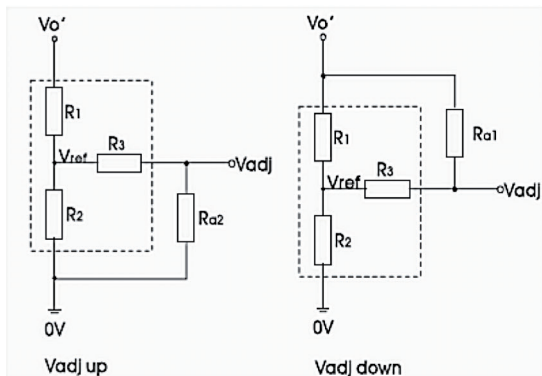 Vo'
R1
R3
Vref
Vadj
R2
Ra2
0V
Vadj up
Vo'
R1
Ra1
R3
Vref
Vadj
R2
0V
Vadj down